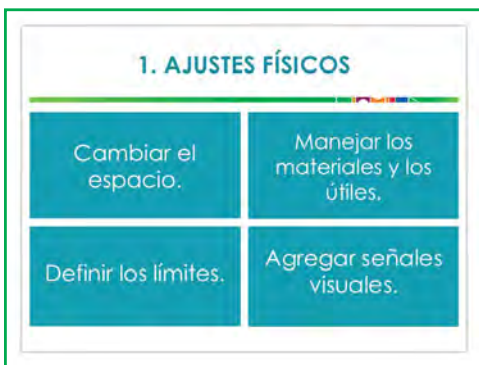 1. AJUSTES FÍSICOS
Cambiar el
espacio.
Manejar los
materiales y los
útiles.
Definir los límites.
Agregar señales
visuales.